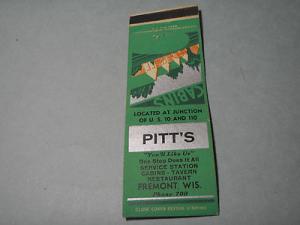 CABINS
LOCATED AT JUNCTION
OF U. S. 10 AND 110
PITT'S
"You'll Like Us"
One Stop Does It All
SERVICE STATION
CABINS - TAVERN
RESTAURANT
FREMONT, WIS.
Phone 700
CLOSE COVER BEFORE STRIKING